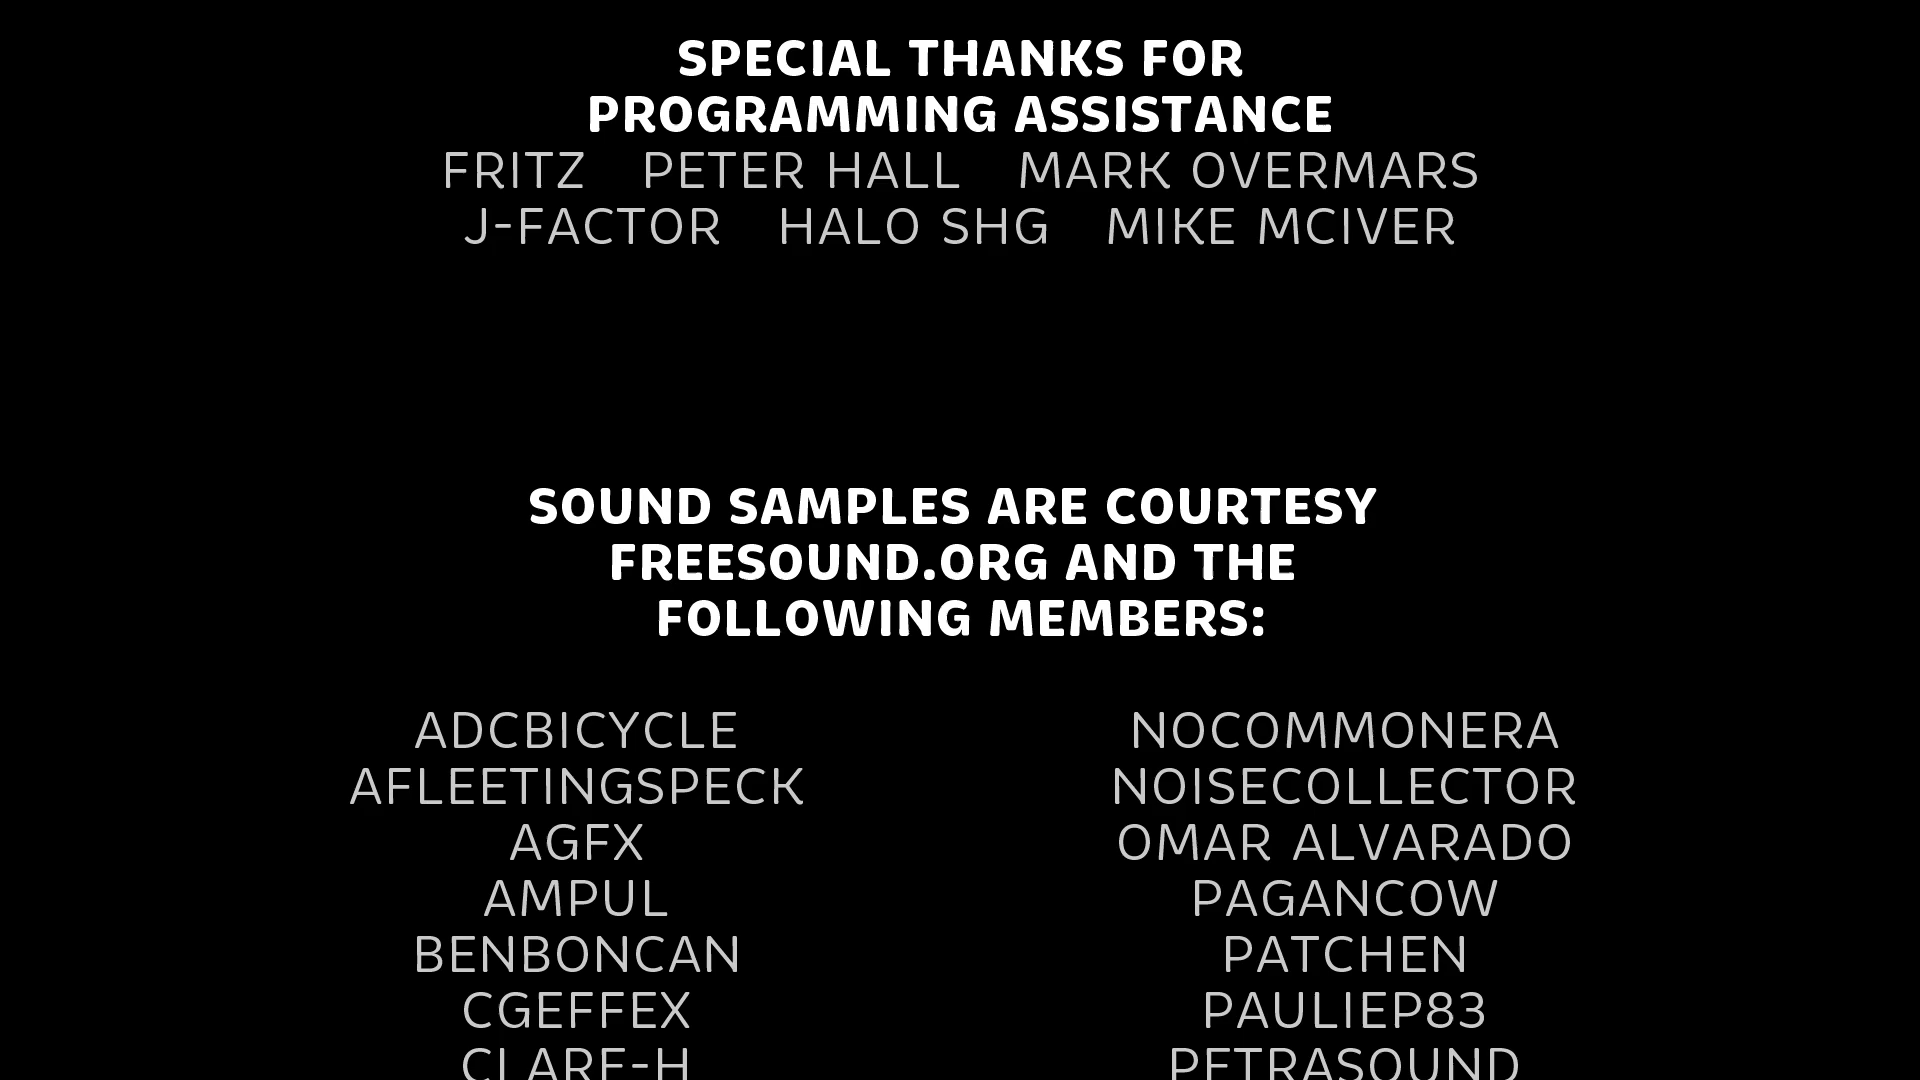 SPECIAL THANKS FOR
PROGRAMMING ASSISTANCE
FRITZ PETER HALL MARK OVERMARS
J-FACTOR HALO SHG MIKE MCIVER
SOUND SAMPLES ARE COURTESY
FREESOUND.ORG AND THE
FOLLOWING MEMBERS:
ADCBICYCLE NOCOMMONERA
AFLEETINGSPECK NOISECOLLECTOR
AGFX OMAR ALVARADO
AMPUL PAGANCOW
BENBONCAN PATCHEN
CGEFFEX PAULIEP83
CLARE-H PETRASOUND